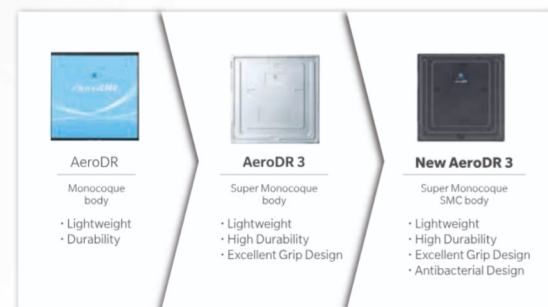 AeroDR
Monocoque
body
· Lightweight
· Durability
AeroDR 3
Super Monocoque
body
· Lightweight
· High Durability
· Excellent Grip Design
New AeroDR 3
Super Monocoque
SMC body
· Lightweight
· High Durability
· Excellent Grip Design
· Antibacterial Design